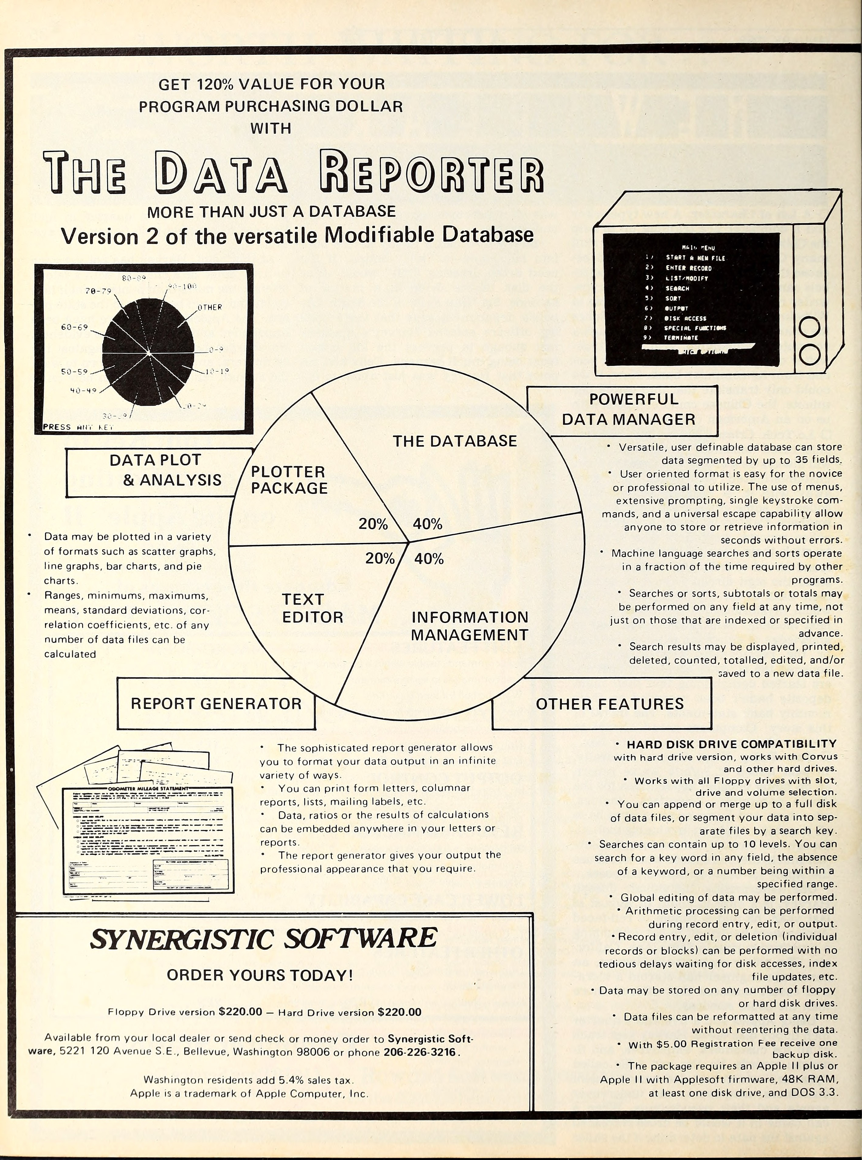 GET 120% VALUE FOR YOUR
PROGRAM PURCHASING DOLLAR
WITH
THE DATA REPORTER
MORE THAN JUST A DATABASE
Version 2 of the versatile Modifiable Database
80-89
90-100
70-79
OTHER
60-69
0-9
50-59
10-19
40-49
PRESS ANY KEY
MAIN MENU
1) START A NEW FILE
2) ENTER RECORD
3) LIST/MODIFY
4) SEARCH
5) SORT
6) OUTPUT
7) DISK ACCESS
8) SPECIAL FUNCTIONS
9) TERMINATE
WHICH OPTION?
THE DATABASE
40%
PLOTTER
PACKAGE
20%
TEXT
EDITOR
20%
INFORMATION
MANAGEMENT
40%
DATA PLOT
& ANALYSIS
• Data may be plotted in a variety
of formats such as scatter graphs,
line graphs, bar charts, and pie
charts.
• Ranges, minimums, maximums,
means, standard deviations, cor-
relation coefficients, etc. of any
number of data files can be
calculated
POWERFUL
DATA MANAGER
• Versatile, user definable database can store
data segmented by up to 35 fields.
• User oriented format is easy for the novice
or professional to utilize. The use of menus,
extensive prompting, single keystroke com-
mands, and a universal escape capability allow
anyone to store or retrieve information in
seconds without errors.
• Machine language searches and sorts operate
in a fraction of the time required by other
programs.
• Searches or sorts, subtotals or totals may
be performed on any field at any time, not
just on those that are indexed or specified in
advance.
• Search results may be displayed, printed,
deleted, counted, totalled, edited, and/or
saved to a new data file.
REPORT GENERATOR
ODOMETER MILEAGE STATEMENT
• The sophisticated report generator allows
you to format your data output in an infinite
variety of ways.
• You can print form letters, columnar
reports, lists, mailing labels, etc.
• Data, ratios or the results of calculations
can be embedded anywhere in your letters or
reports.
• The report generator gives your output the
professional appearance that you require.
OTHER FEATURES
• HARD DISK DRIVE COMPATIBILITY
with hard drive version, works with Corvus
and other hard drives.
• Works with all Floppy drives with slot,
drive and volume selection.
• You can append or merge up to a full disk
of data files, or segment your data into sep-
arate files by a search key.
• Searches can contain up to 10 levels. You can
search for a key word in any field, the absence
of a keyword, or a number being within a
specified range.
• Global editing of data may be performed.
• Arithmetic processing can be performed
during record entry, edit, or output.
• Record entry, edit, or deletion (individual
records or blocks) can be performed with no
tedious delays waiting for disk accesses, index
file updates, etc.
• Data may be stored on any number of floppy
or hard disk drives.
• Data files can be reformatted at any time
without reentering the data.
• With $5.00 Registration Fee receive one
backup disk.
• The package requires an Apple II plus or
Apple II with Applesoft firmware, 48K RAM,
at least one disk drive, and DOS 3.3.
SYNERGISTIC SOFTWARE
ORDER YOURS TODAY!
Floppy Drive version $220.00 — Hard Drive version $220.00
Available from your local dealer or send check or money order to Synergistic Soft-
ware, 5221 120 Avenue S.E., Bellevue, Washington 98006 or phone 206-226-3216.
Washington residents add 5.4% sales tax.
Apple is a trademark of Apple Computer, Inc.